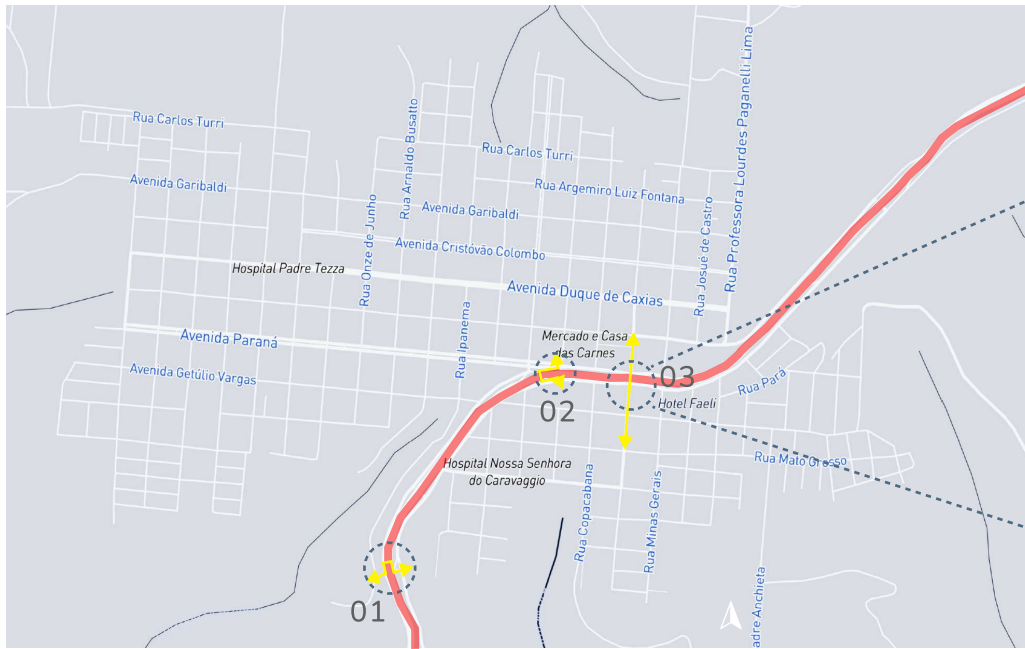 Rua Carlos Turri
Avenida Garibaldi
Rua Arnaldo Busatto
Rua Carlos Turri
Rua Argemiro Luiz Fontana
Rua Professora Lourdes Paganelli Lima
Rua Onze de Junho
Avenida Garibaldi
Avenida Cristóvão Colombo
Rua Josué de Castro
Hospital Padre Tezza
Avenida Duque de Caxias
Avenida Paraná
Rua Ipanema
Mercado e Casa
das Carnes
Avenida Getúlio Vargas
03
Rua Pará
02
Hotel Faeli
Hospital Nossa Senhora
do Caravaggio
Rua Mato Grosso
Rua Copacabana
Rua Minas Gerais
01
adre Anchieta